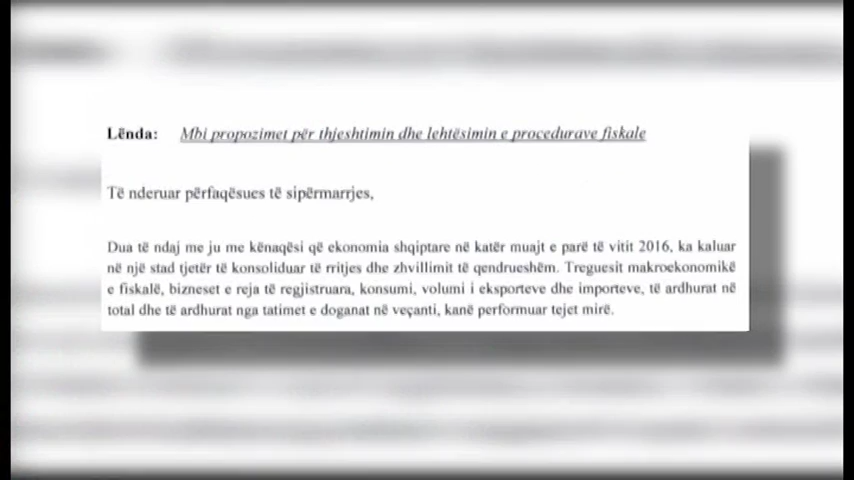 Lënda: Mbi propozimet për thjeshtimin dhe lehtësimin e procedurave fiskale
Të nderuar përfaqësues të sipërmarrjes,
Dua të ndaj me ju me kënaqësi që ekonomia shqiptare në katër muajt e parë të vitit 2016, ka kaluar
në një stad tjetër të konsoliduar të rritjes dhe zhvillimit të qendrueshëm. Treguesit makroekonomikë
e fiskalë, bizneset e reja të regjistruara, konsumi, volumi i eksporteve dhe importeve, të ardhurat në
total dhe të ardhurat nga tatimet e doganat në veçanti, kanë performuar tejet mirë.